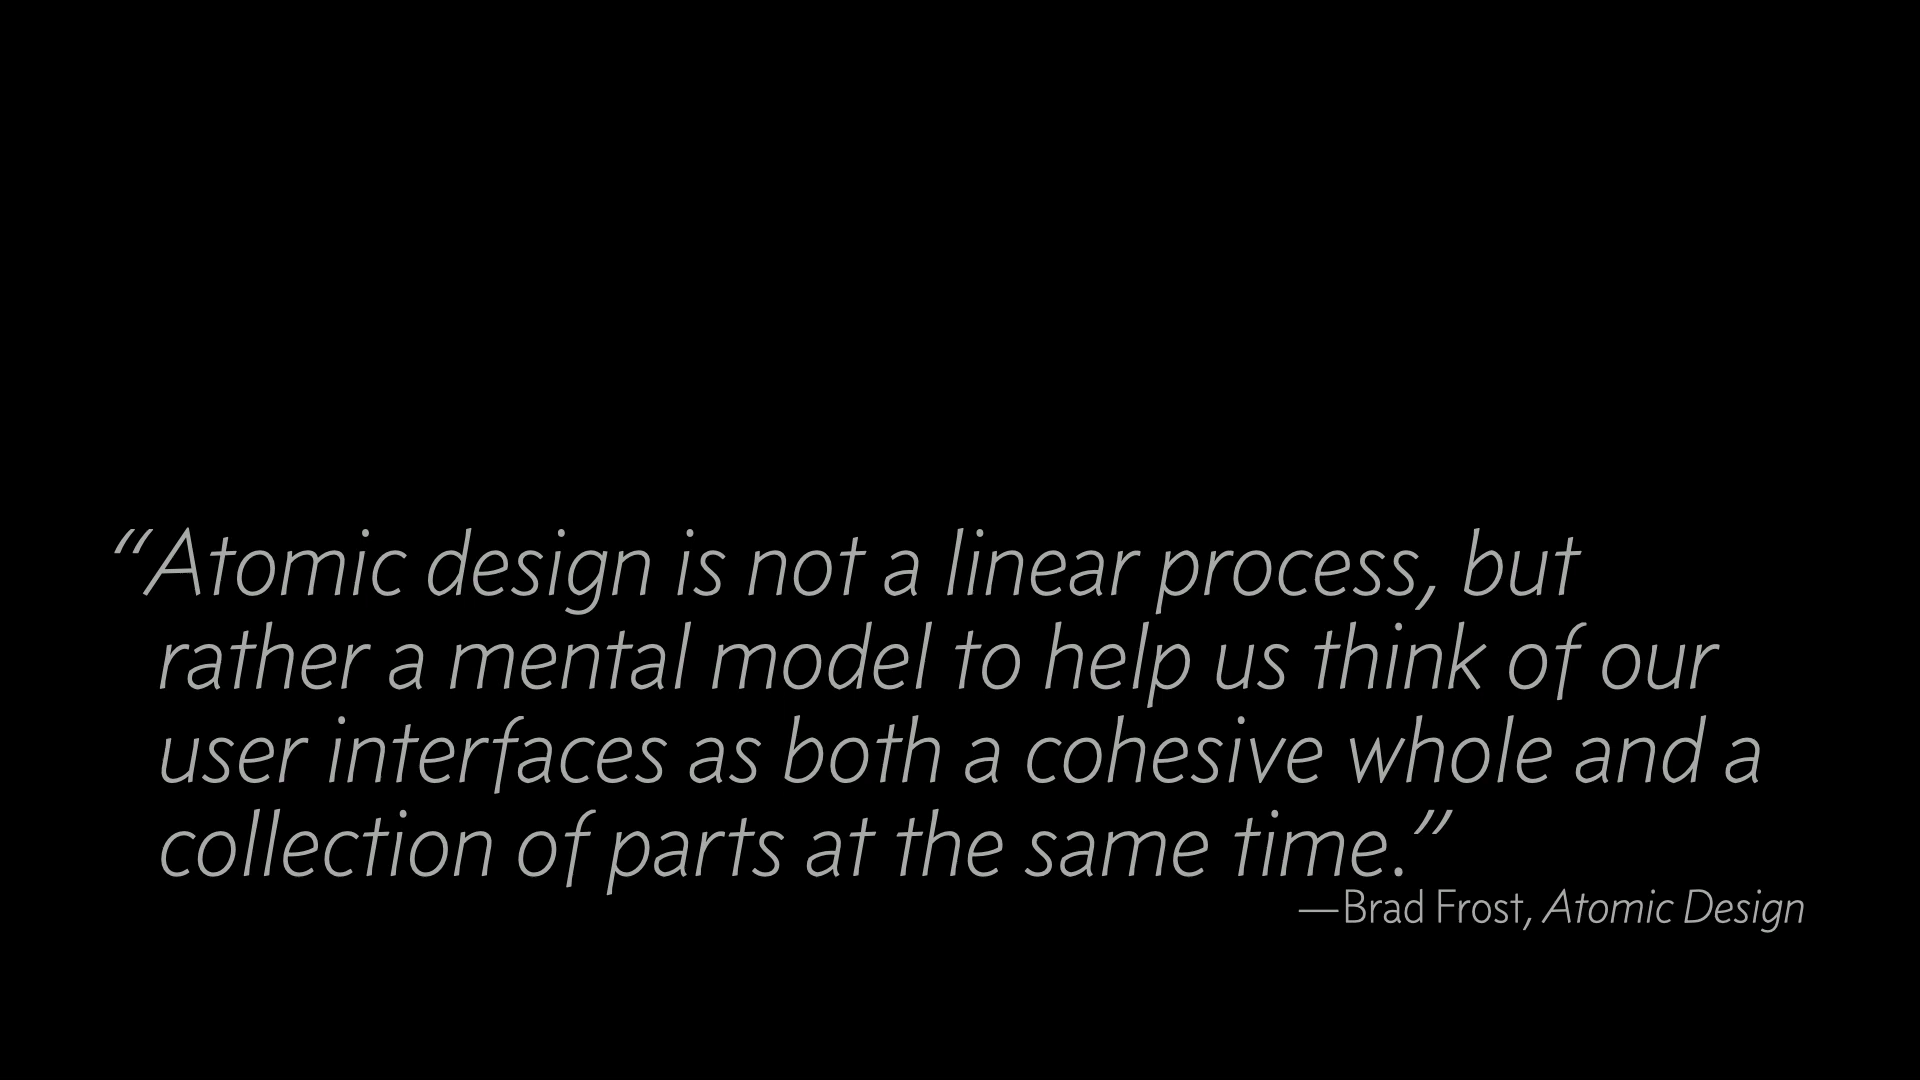 “Atomic design is not a linear process, but
rather a mental model to help us think of our
user interfaces as both a cohesive whole and a
collection of parts at the same time.”
—Brad Frost, Atomic Design